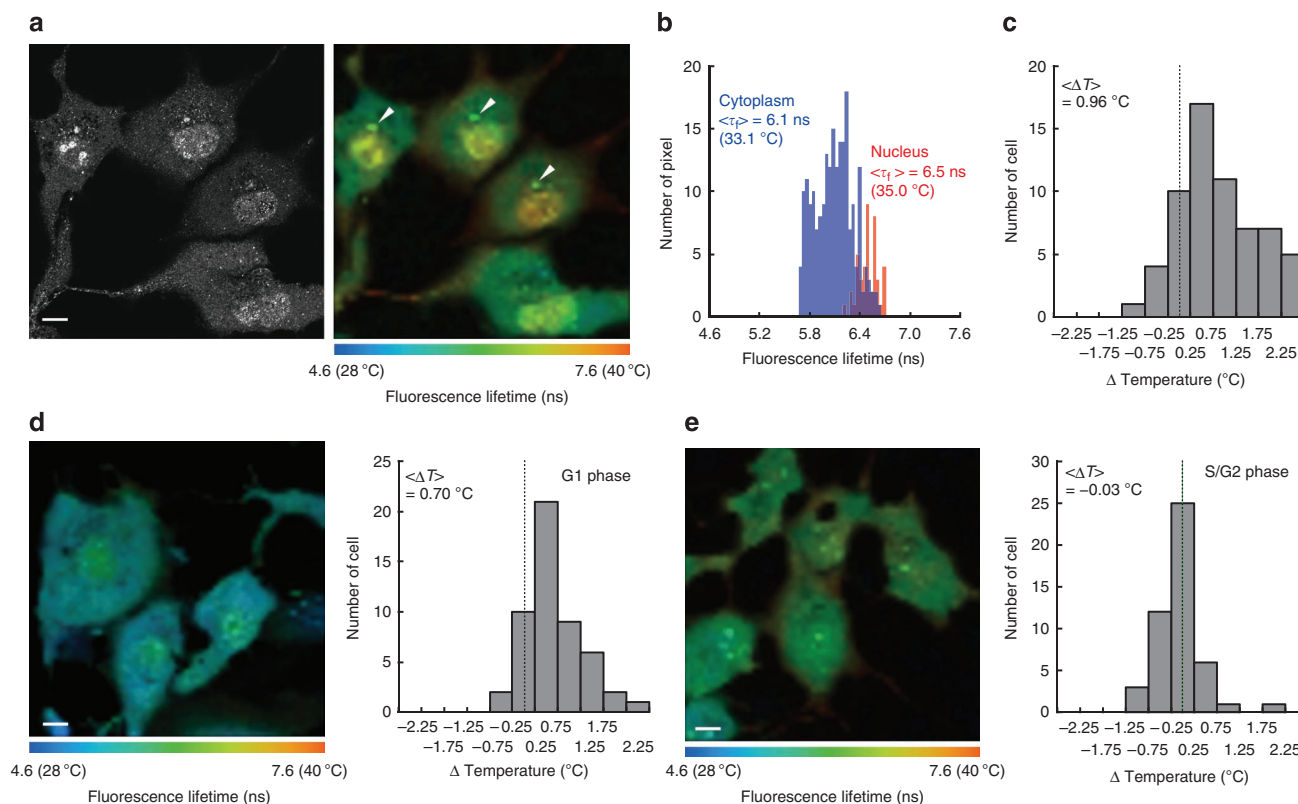 a
4.6 (28 °C)
7.6 (40 °C)
Fluorescence lifetime (ns)
b
20
15
10
5
0
Number of pixel
Cytoplasm
<τf> = 6.1 ns
(33.1 °C)
Nucleus
<τf > = 6.5 ns
(35.0 °C)
4.6 5.2 5.8 6.4 7.0 7.6
Fluorescence lifetime (ns)
c
20
15
10
5
0
Number of cell
<ΔT>
= 0.96 °C
−2.25 −1.25 −0.25 0.75 1.75
−1.75 −0.75 0.25 1.25 2.25
Δ Temperature (°C)
d
4.6 (28 °C)
7.6 (40 °C)
Fluorescence lifetime (ns)
25
20
15
10
5
0
Number of cell
<ΔT>
= 0.70 °C
G1 phase
−2.25 −1.25 −0.25 0.75 1.75
−1.75 −0.75 0.25 1.25 2.25
Δ Temperature (°C)
e
4.6 (28 °C)
7.6 (40 °C)
Fluorescence lifetime (ns)
30
25
20
15
10
5
0
Number of cell
<ΔT>
= −0.03 °C
S/G2 phase
−2.25 −1.25 −0.25 0.75 1.75
−1.75 −0.75 0.25 1.25 2.25
Δ Temperature (°C)